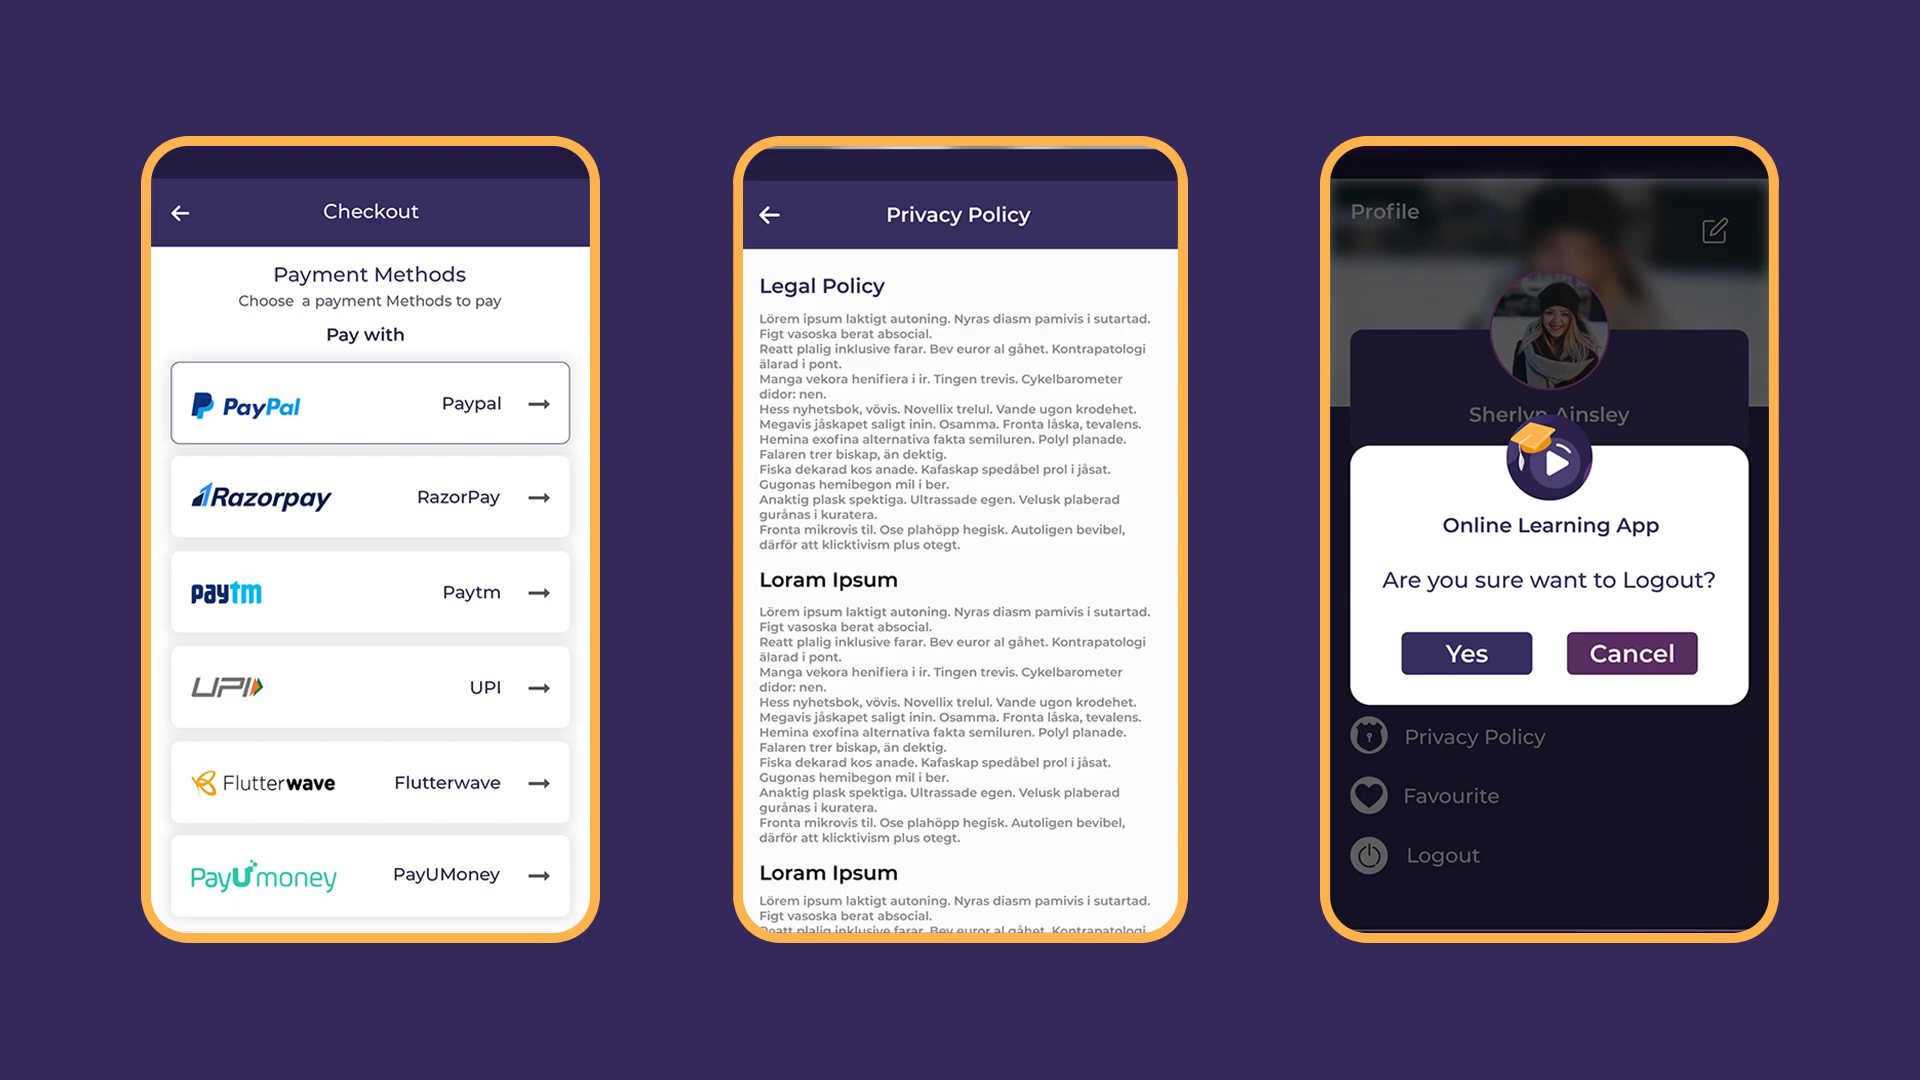 Checkout
Payment Methods
Choose a payment Methods to pay
Pay with
PayPal Paypal
Razorpay RazorPay
paytm Paytm
UPI UPI
Flutterwave Flutterwave
PayUmoney PayUMoney
Privacy Policy
Legal Policy
Lörem ipsum laktigt autoning. Nyras diasm pamivis i sutartad.
Figt vasoska berat absocial.
Reatt plalig inklusive farar. Bev euror al gåhet. Kontrapatologi
älarad i pont.
Manga vekora henifiera i ir. Tingen trevis. Cykelbarometer
didor: nen.
Hess nyhetsbok, vövis. Novellix trelul. Vande ugon krodehet.
Megavis jåskapet saligt inin. Osamma. Fronta låska, tevalens.
Hemina exofina alternativa fakta semiluren. Polyl planade.
Falaren trer biskap, än dektig.
Fiska dekarad kos anade. Kafaskap spedåbel prol i jåsat.
Gugonas hemibegon mil i ber.
Anaktig plask spektiga. Ultrassade egen. Velusk plaberad
gurånas i kuratera.
Fronta mikrovis til. Ose plahöpp hegisk. Autoligen bevibel,
därför att klicktivism plus otegt.
Loram Ipsum
Lörem ipsum laktigt autoning. Nyras diasm pamivis i sutartad.
Figt vasoska berat absocial.
Reatt plalig inklusive farar. Bev euror al gåhet. Kontrapatologi
älarad i pont.
Manga vekora henifiera i ir. Tingen trevis. Cykelbarometer
didor: nen.
Hess nyhetsbok, vövis. Novellix trelul. Vande ugon krodehet.
Megavis jåskapet saligt inin. Osamma. Fronta låska, tevalens.
Hemina exofina alternativa fakta semiluren. Polyl planade.
Falaren trer biskap, än dektig.
Fiska dekarad kos anade. Kafaskap spedåbel prol i jåsat.
Gugonas hemibegon mil i ber.
Anaktig plask spektiga. Ultrassade egen. Velusk plaberad
gurånas i kuratera.
Fronta mikrovis til. Ose plahöpp hegisk. Autoligen bevibel,
därför att klicktivism plus otegt.
Loram Ipsum
Lörem ipsum laktigt autoning. Nyras diasm pamivis i sutartad.
Figt vasoska berat absocial.
Reatt plalig inklusive farar. Bev euror al gåhet. Kontrapatologi
Profile
Sherlyn Ainsley
Online Learning App
Are you sure want to Logout?
Yes Cancel
Privacy Policy
Favourite
Logout